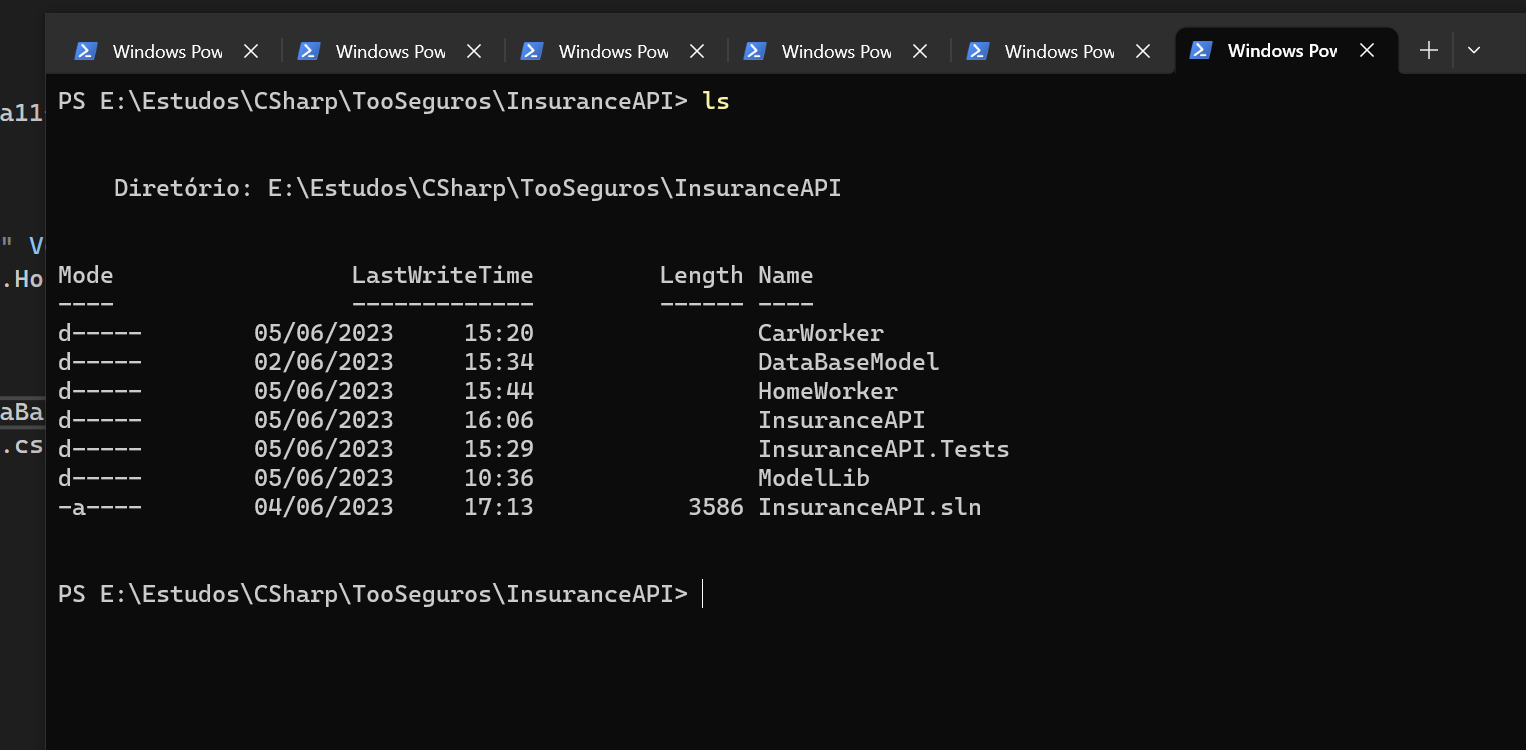 Windows Pow Windows Pow Windows Pow Windows Pow Windows Pow Windows Pow
PS E:\Estudos\CSharp\TooSeguros\InsuranceAPI> ls
Diretório: E:\Estudos\CSharp\TooSeguros\InsuranceAPI
" V
.Ho
Mode LastWriteTime Length Name
---- ------------- ------ ----
d----- 05/06/2023 15:20 CarWorker
d----- 02/06/2023 15:34 DataBaseModel
d----- 05/06/2023 15:44 HomeWorker
aBa
d----- 05/06/2023 16:06 InsuranceAPI
.cs
d----- 05/06/2023 15:29 InsuranceAPI.Tests
d----- 05/06/2023 10:36 ModelLib
-a---- 04/06/2023 17:13 3586 InsuranceAPI.sln
PS E:\Estudos\CSharp\TooSeguros\InsuranceAPI>